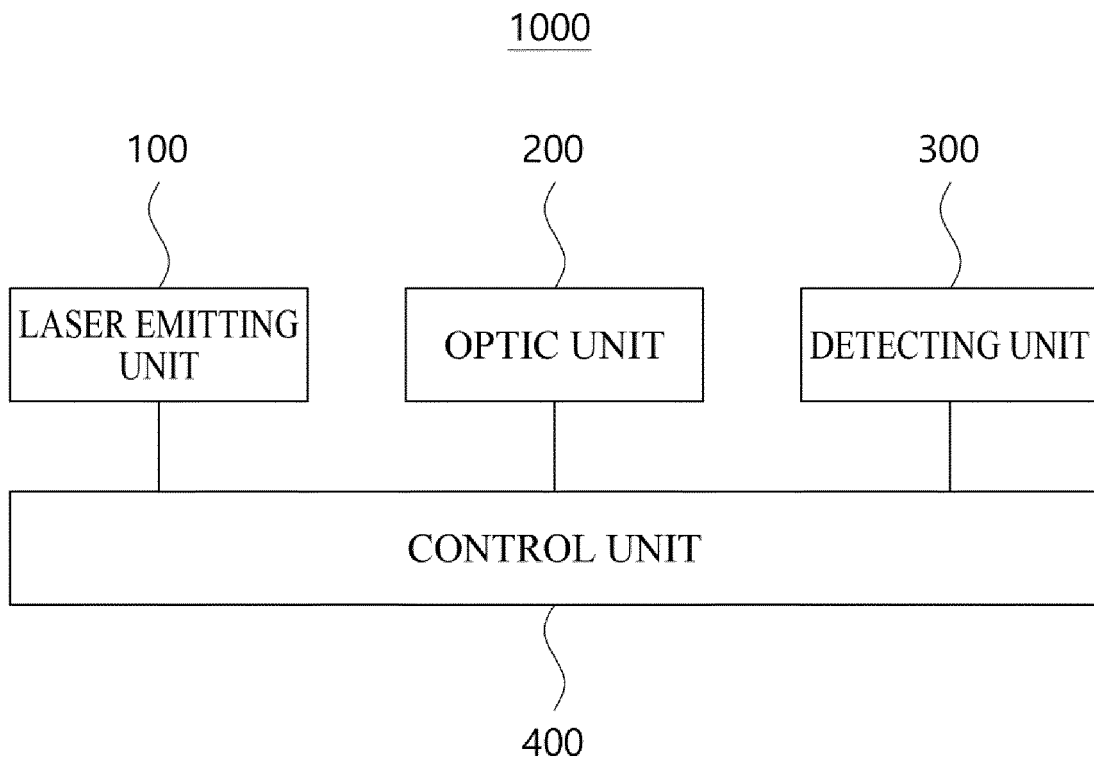 1000
100
200
300
LASER EMITTING
UNIT
OPTIC UNIT
DETECTING UNIT
CONTROL UNIT
400